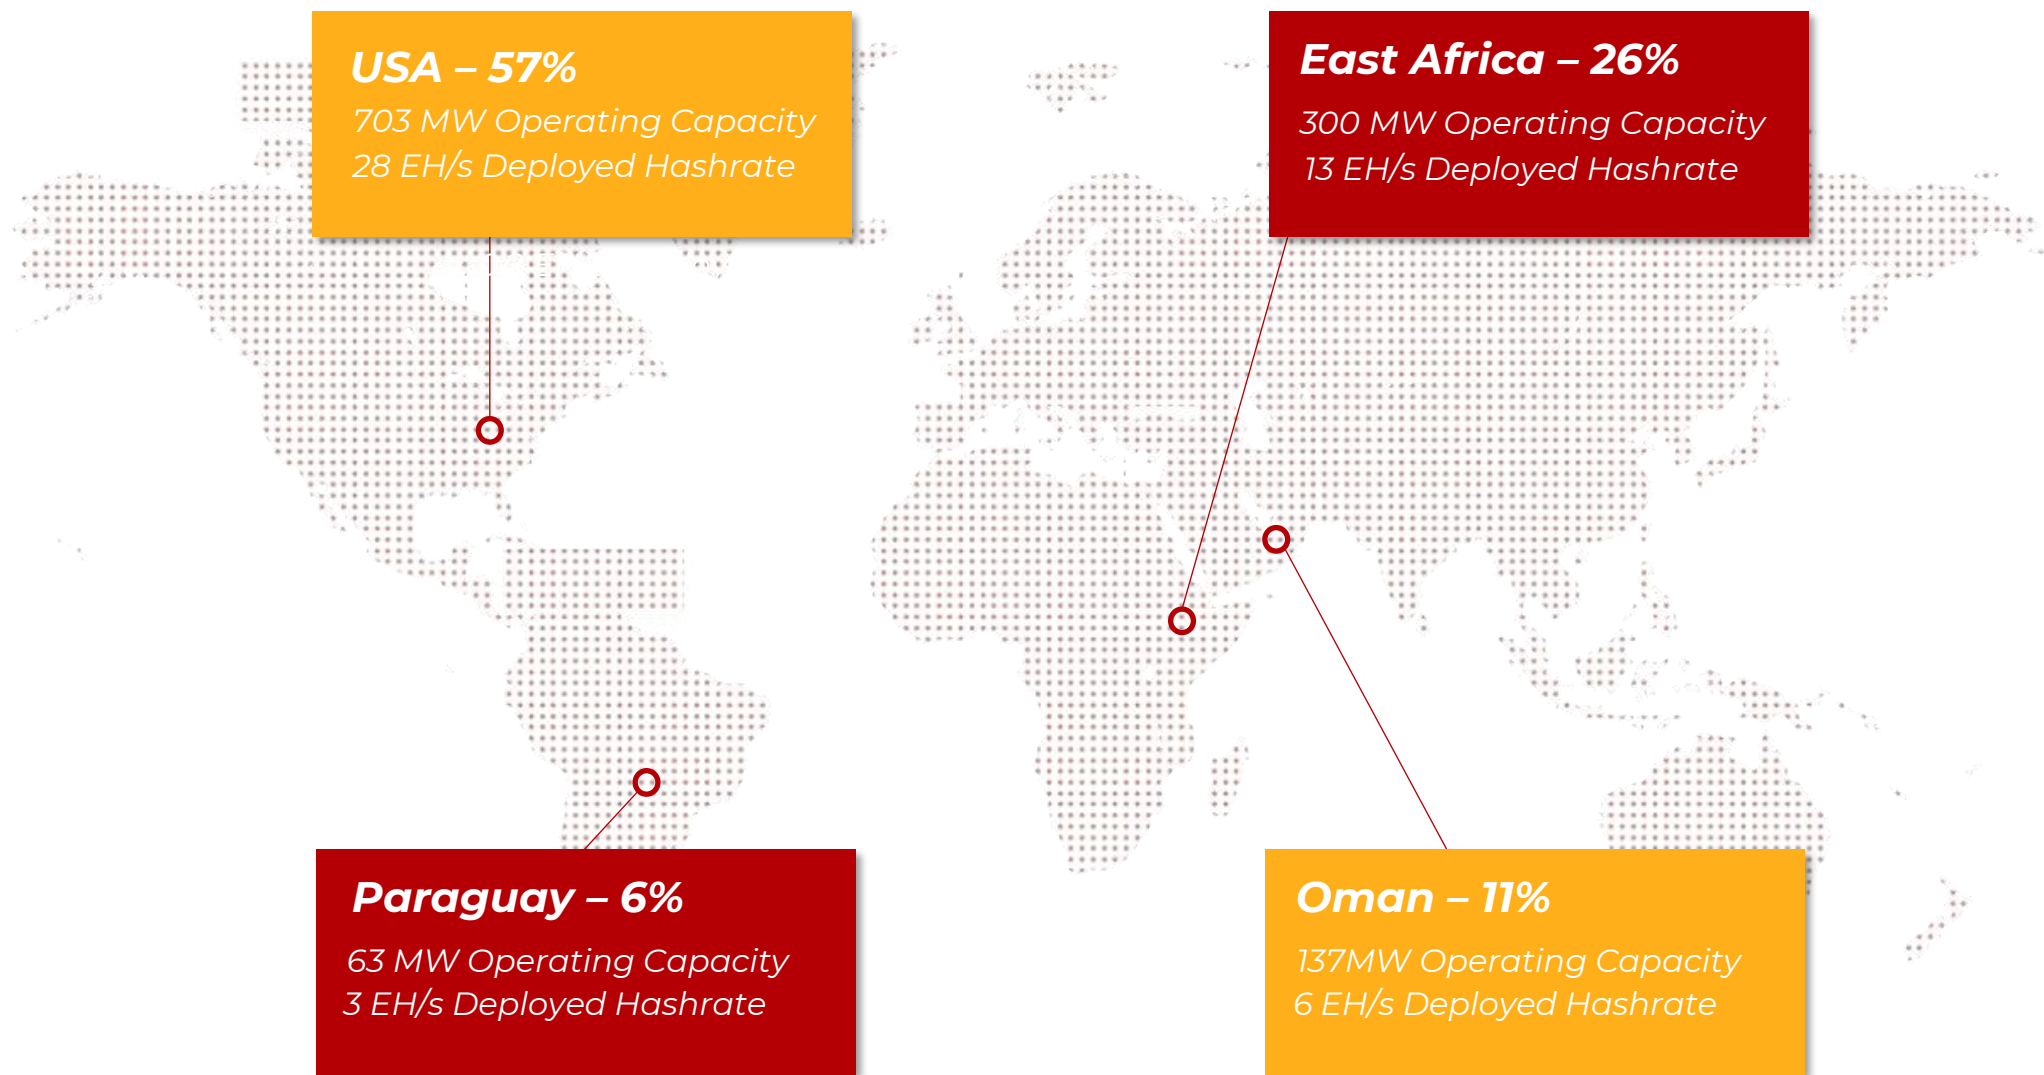 USA – 57%
703 MW Operating Capacity
28 EH/s Deployed Hashrate
East Africa – 26%
300 MW Operating Capacity
13 EH/s Deployed Hashrate
Paraguay – 6%
63 MW Operating Capacity
3 EH/s Deployed Hashrate
Oman – 11%
137MW Operating Capacity
6 EH/s Deployed Hashrate